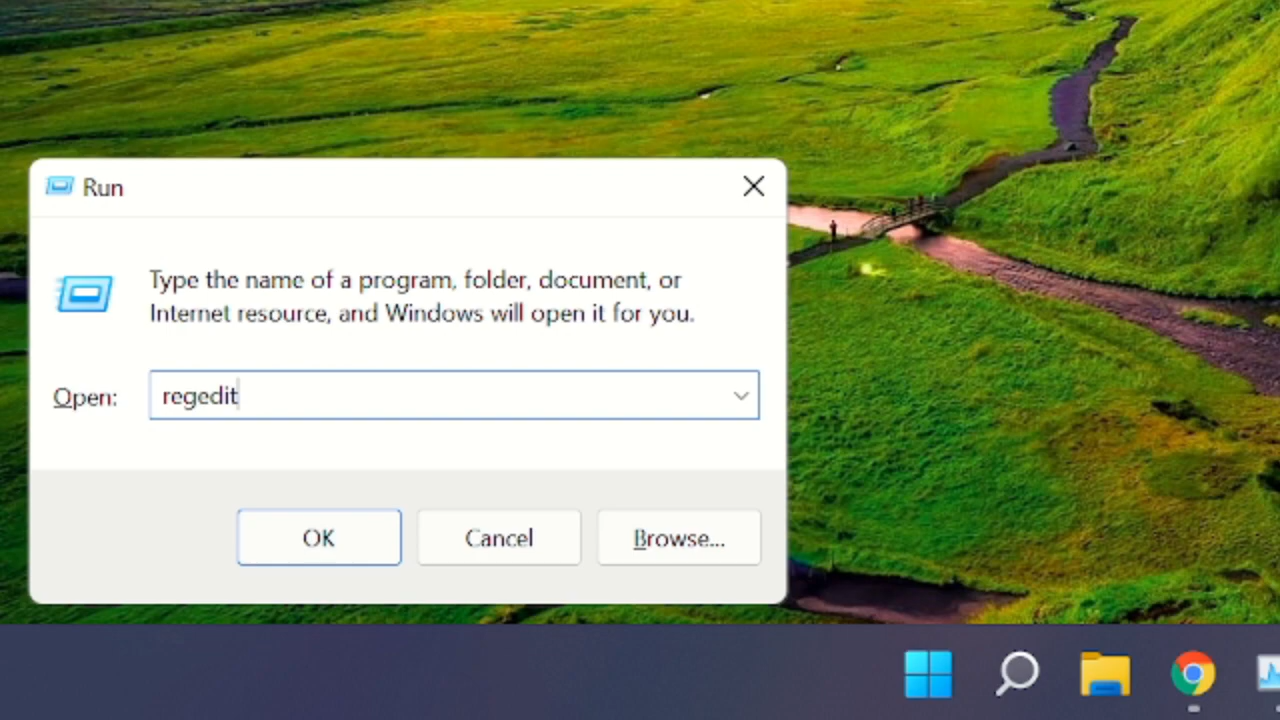 Run
Type the name of a program, folder, document, or
Internet resource, and Windows will open it for you.
Open: regedit
OK Cancel Browse...